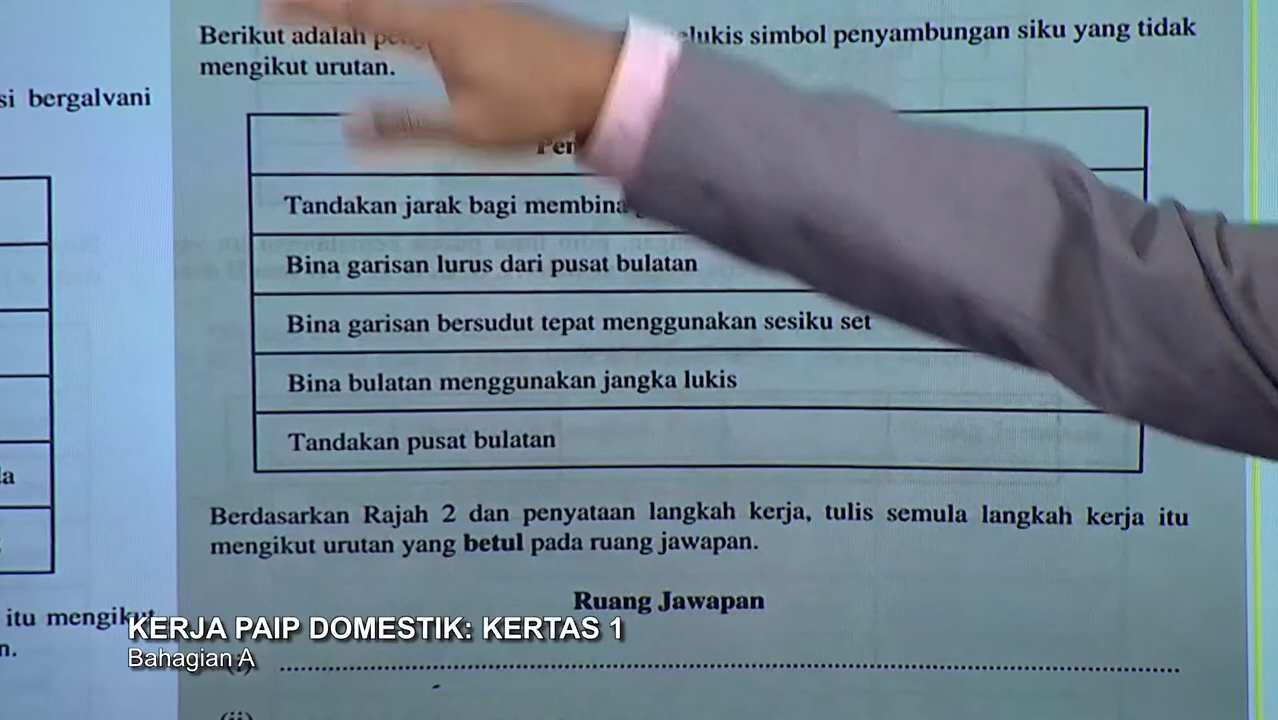 si bergalvani
Berikut adalah
lukis simbol penyambungan siku yang tidak
mengikut urutan.
Tandakan jarak bagi membina
Bina garisan lurus dari pusat bulatan
Bina garisan bersudut tepat menggunakan sesiku set
Bina bulatan menggunakan jangka lukis
Tandakan pusat bulatan
Berdasarkan Rajah 2 dan penyataan langkah kerja, tulis semula langkah kerja itu
mengikut urutan yang betul pada ruang jawapan.
Ruang Jawapan
itu mengikut
n.
(i)
(ii)
KERJA PAIP DOMESTIK: KERTAS 1
Bahagian A